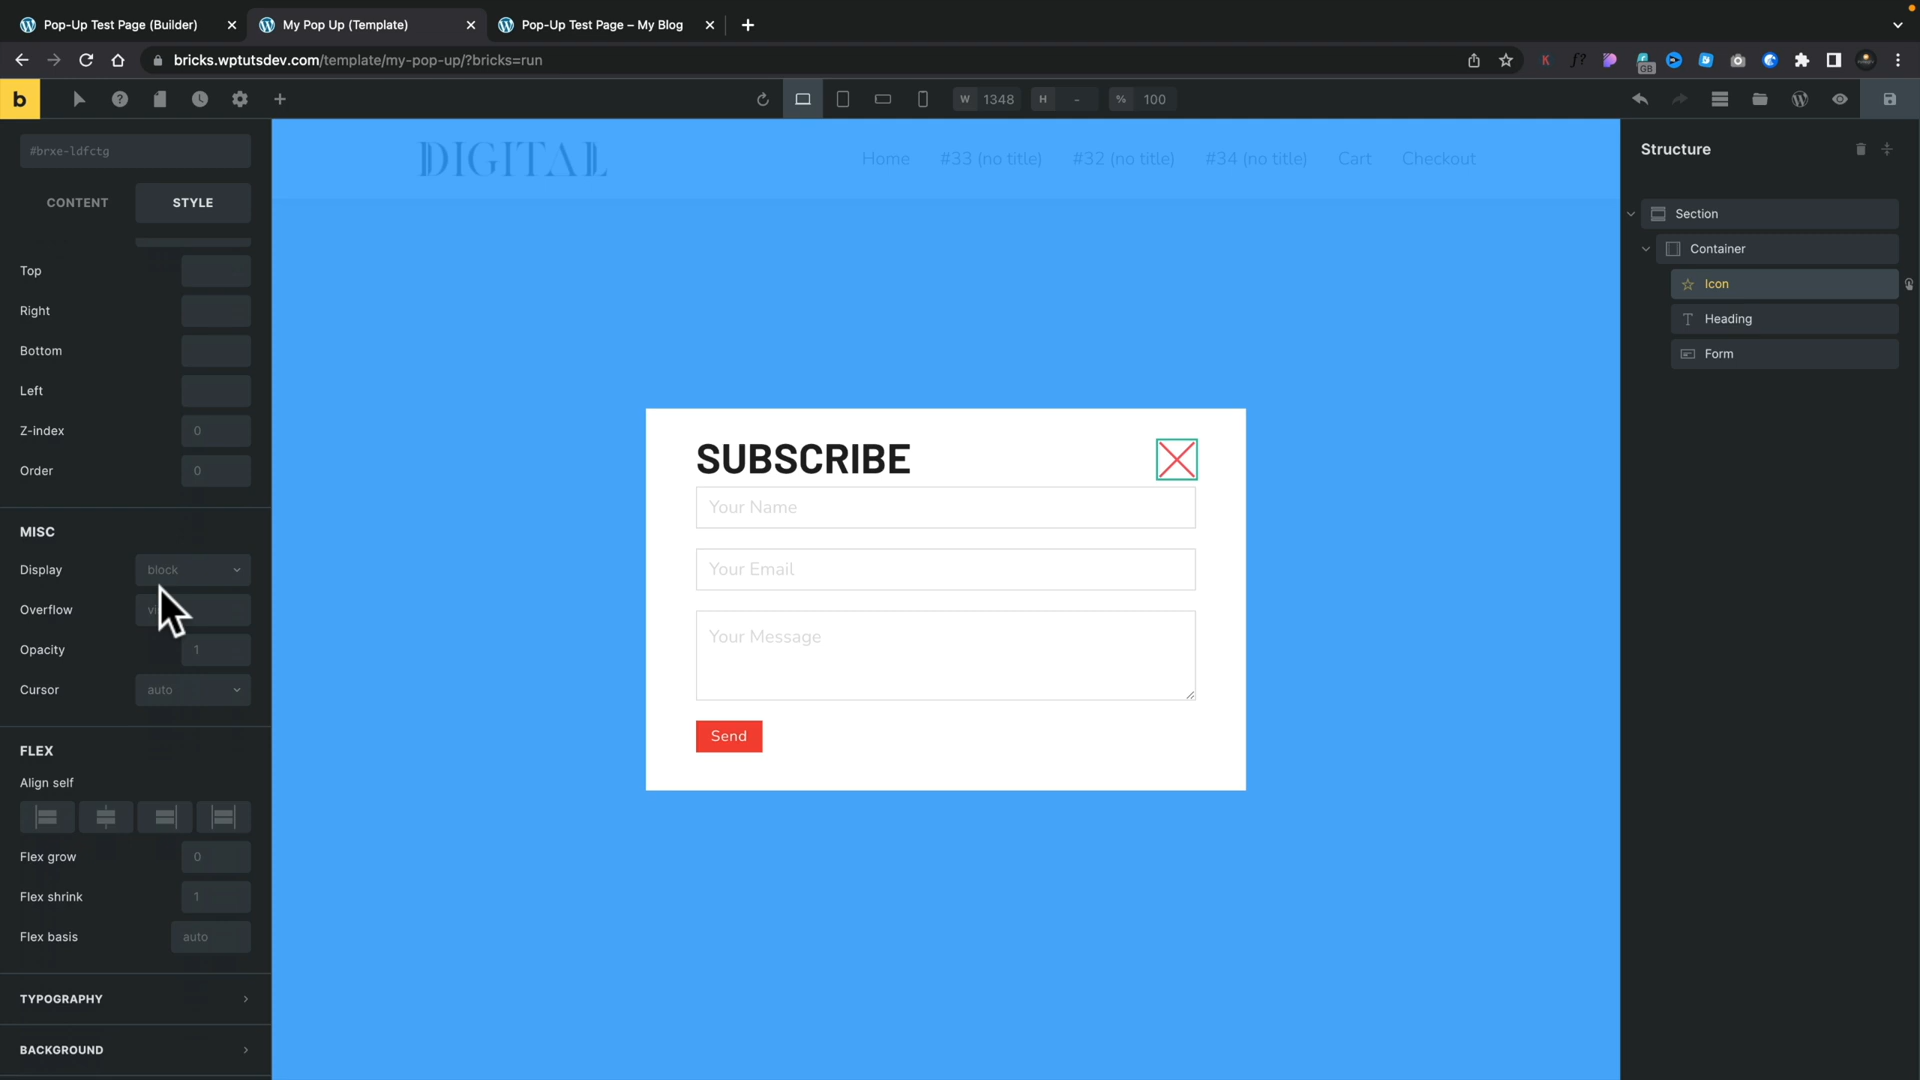 Pop-Up Test Page (Builder)
My Pop Up (Template)
Pop-Up Test Page – My Blog
bricks.wptutsdev.com/template/my-pop-up/?bricks=run
K
f?
GB
b
W 1348
H -
% 100
#brxe-ldfctg
CONTENT
STYLE
Top
Right
Bottom
Left
Z-index 0
Order 0
MISC
Display block
Overflow
Opacity 1
Cursor auto
FLEX
Align self
Flex grow 0
Flex shrink 1
Flex basis auto
TYPOGRAPHY
BACKGROUND
DIGITAL
Home #33 (no title) #32 (no title) #34 (no title) Cart Checkout
SUBSCRIBE
Your Name
Your Email
Your Message
Send
Structure
Section
Container
Icon
Heading
Form